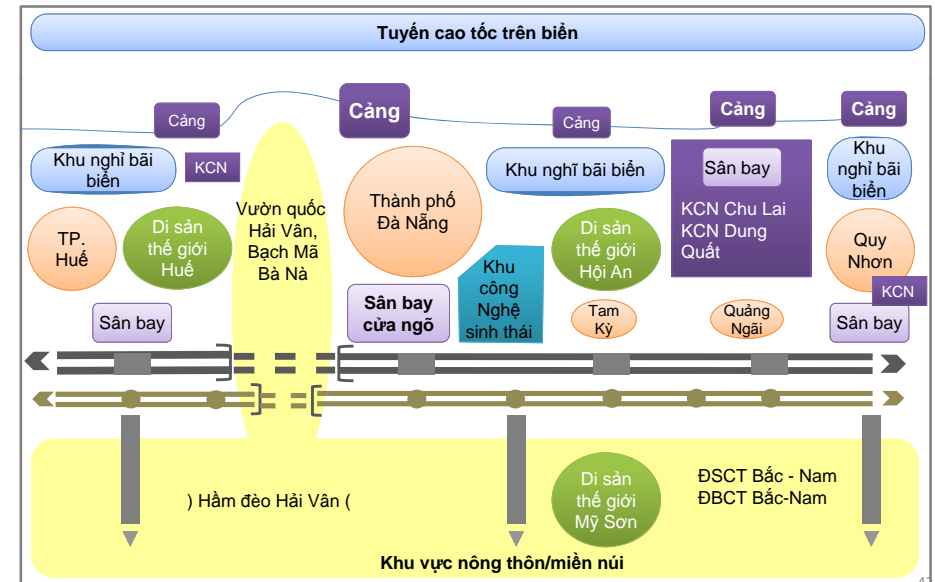 Tuyến cao tốc trên biển
Cảng
Cảng
Cảng
Cảng
Cảng
Khu nghỉ bãi
biển
KCN
Vườn quốc
Hải Vân,
Bạch Mã
Bà Nà
Thành phố
Đà Nẵng
Khu nghĩ bãi biển
Sân bay
KCN Chu Lai
KCN Dung
Quất
Khu
nghỉ bãi
biển
TP.
Huế
Di sản
thế giới
Huế
Di sản
thế giới
Hội An
Quy
Nhơn
KCN
Khu
công
Nghệ
sinh thái
Sân bay
Sân bay
cửa ngõ
Tam
Kỳ
Quảng
Ngãi
Sân bay
) Hầm đèo Hải Vân (
Di sản
thế giới
Mỹ Sơn
ĐSCT Bắc - Nam
ĐBCT Bắc-Nam
Khu vực nông thôn/miền núi